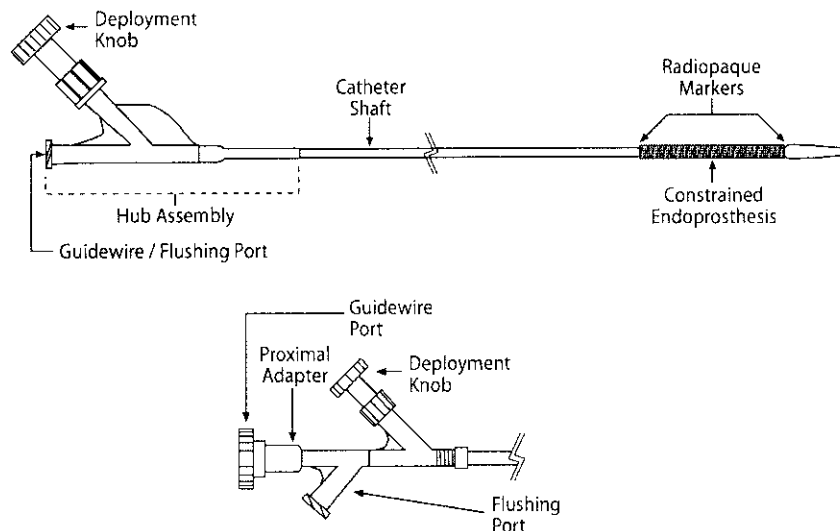 Deployment
Knob
Catheter
Shaft
Radiopaque
Markers
Hub Assembly
Constrained
Endoprosthesis
Guidewire / Flushing Port
Guidewire
Port
Proximal
Adapter
Deployment
Knob
Flushing
Port